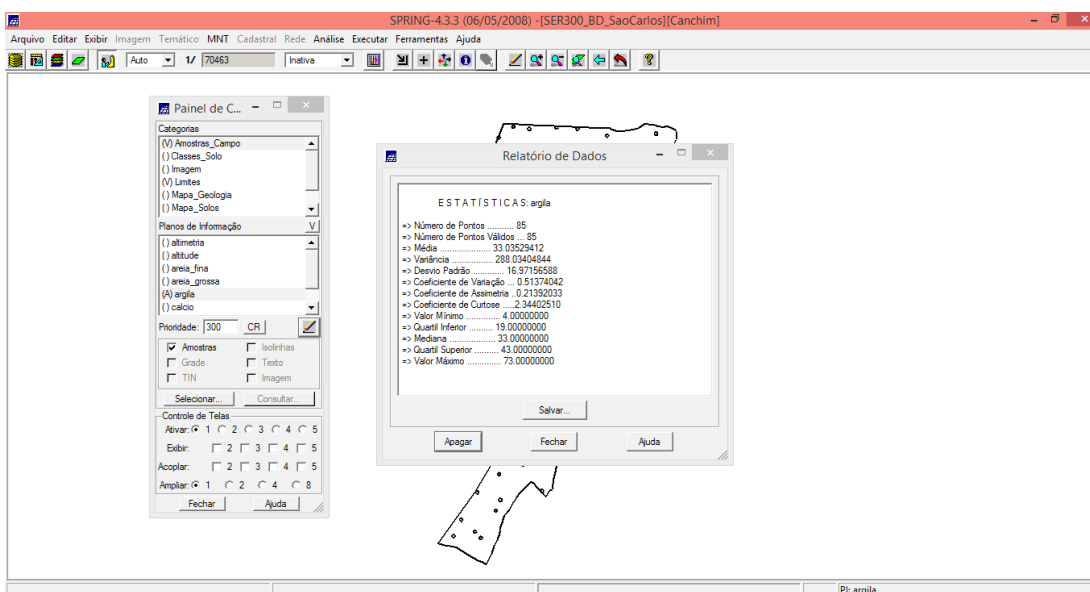 SPRING-4.3.3 (06/05/2008) -[SER300_BD_SaoCarlos][Canchim]
Arquivo Editar Exibir Imagem Temático MNT Cadastral Rede Análise Executar Ferramentas Ajuda
Auto 1/ 70463 Inativa
Painel de C...
Categorias
(V) Amostras_Campo
( ) Classes_Solo
( ) Imagem
(V) Limites
( ) Mapa_Geologia
( ) Mapa_Solos
Planos de Informação V
( ) altimetria
( ) altitude
( ) areia_fina
( ) areia_grossa
(A) argila
( ) calcio
Prioridade: 300 CR
Amostras Isolinhas
Grade Texto
TIN Imagem
Selecionar... Consultar...
Controle de Telas
Ativar: 1 2 3 4 5
Exibir: 2 3 4 5
Acoplar: 2 3 4 5
Ampliar: 1 2 4 8
Fechar Ajuda
Relatório de Dados
E S T A T Í S T I C A S: argila
=> Número de Pontos .......... 85
=> Número de Pontos Válidos ... 85
=> Média ................... 33.03529412
=> Variância ............... 288.03404844
=> Desvio Padrão ............ 16.97156588
=> Coeficiente de Variação ... 0.51374042
=> Coeficiente de Assimetria ..0.21392033
=> Coeficiente de Curtose .....2.34402510
=> Valor Mínimo ............. 4.00000000
=> Quartil Inferior ......... 19.00000000
=> Mediana .................. 33.00000000
=> Quartil Superior ......... 43.00000000
=> Valor Máximo ............. 73.00000000
Salvar...
Apagar Fechar Ajuda
PI: argila